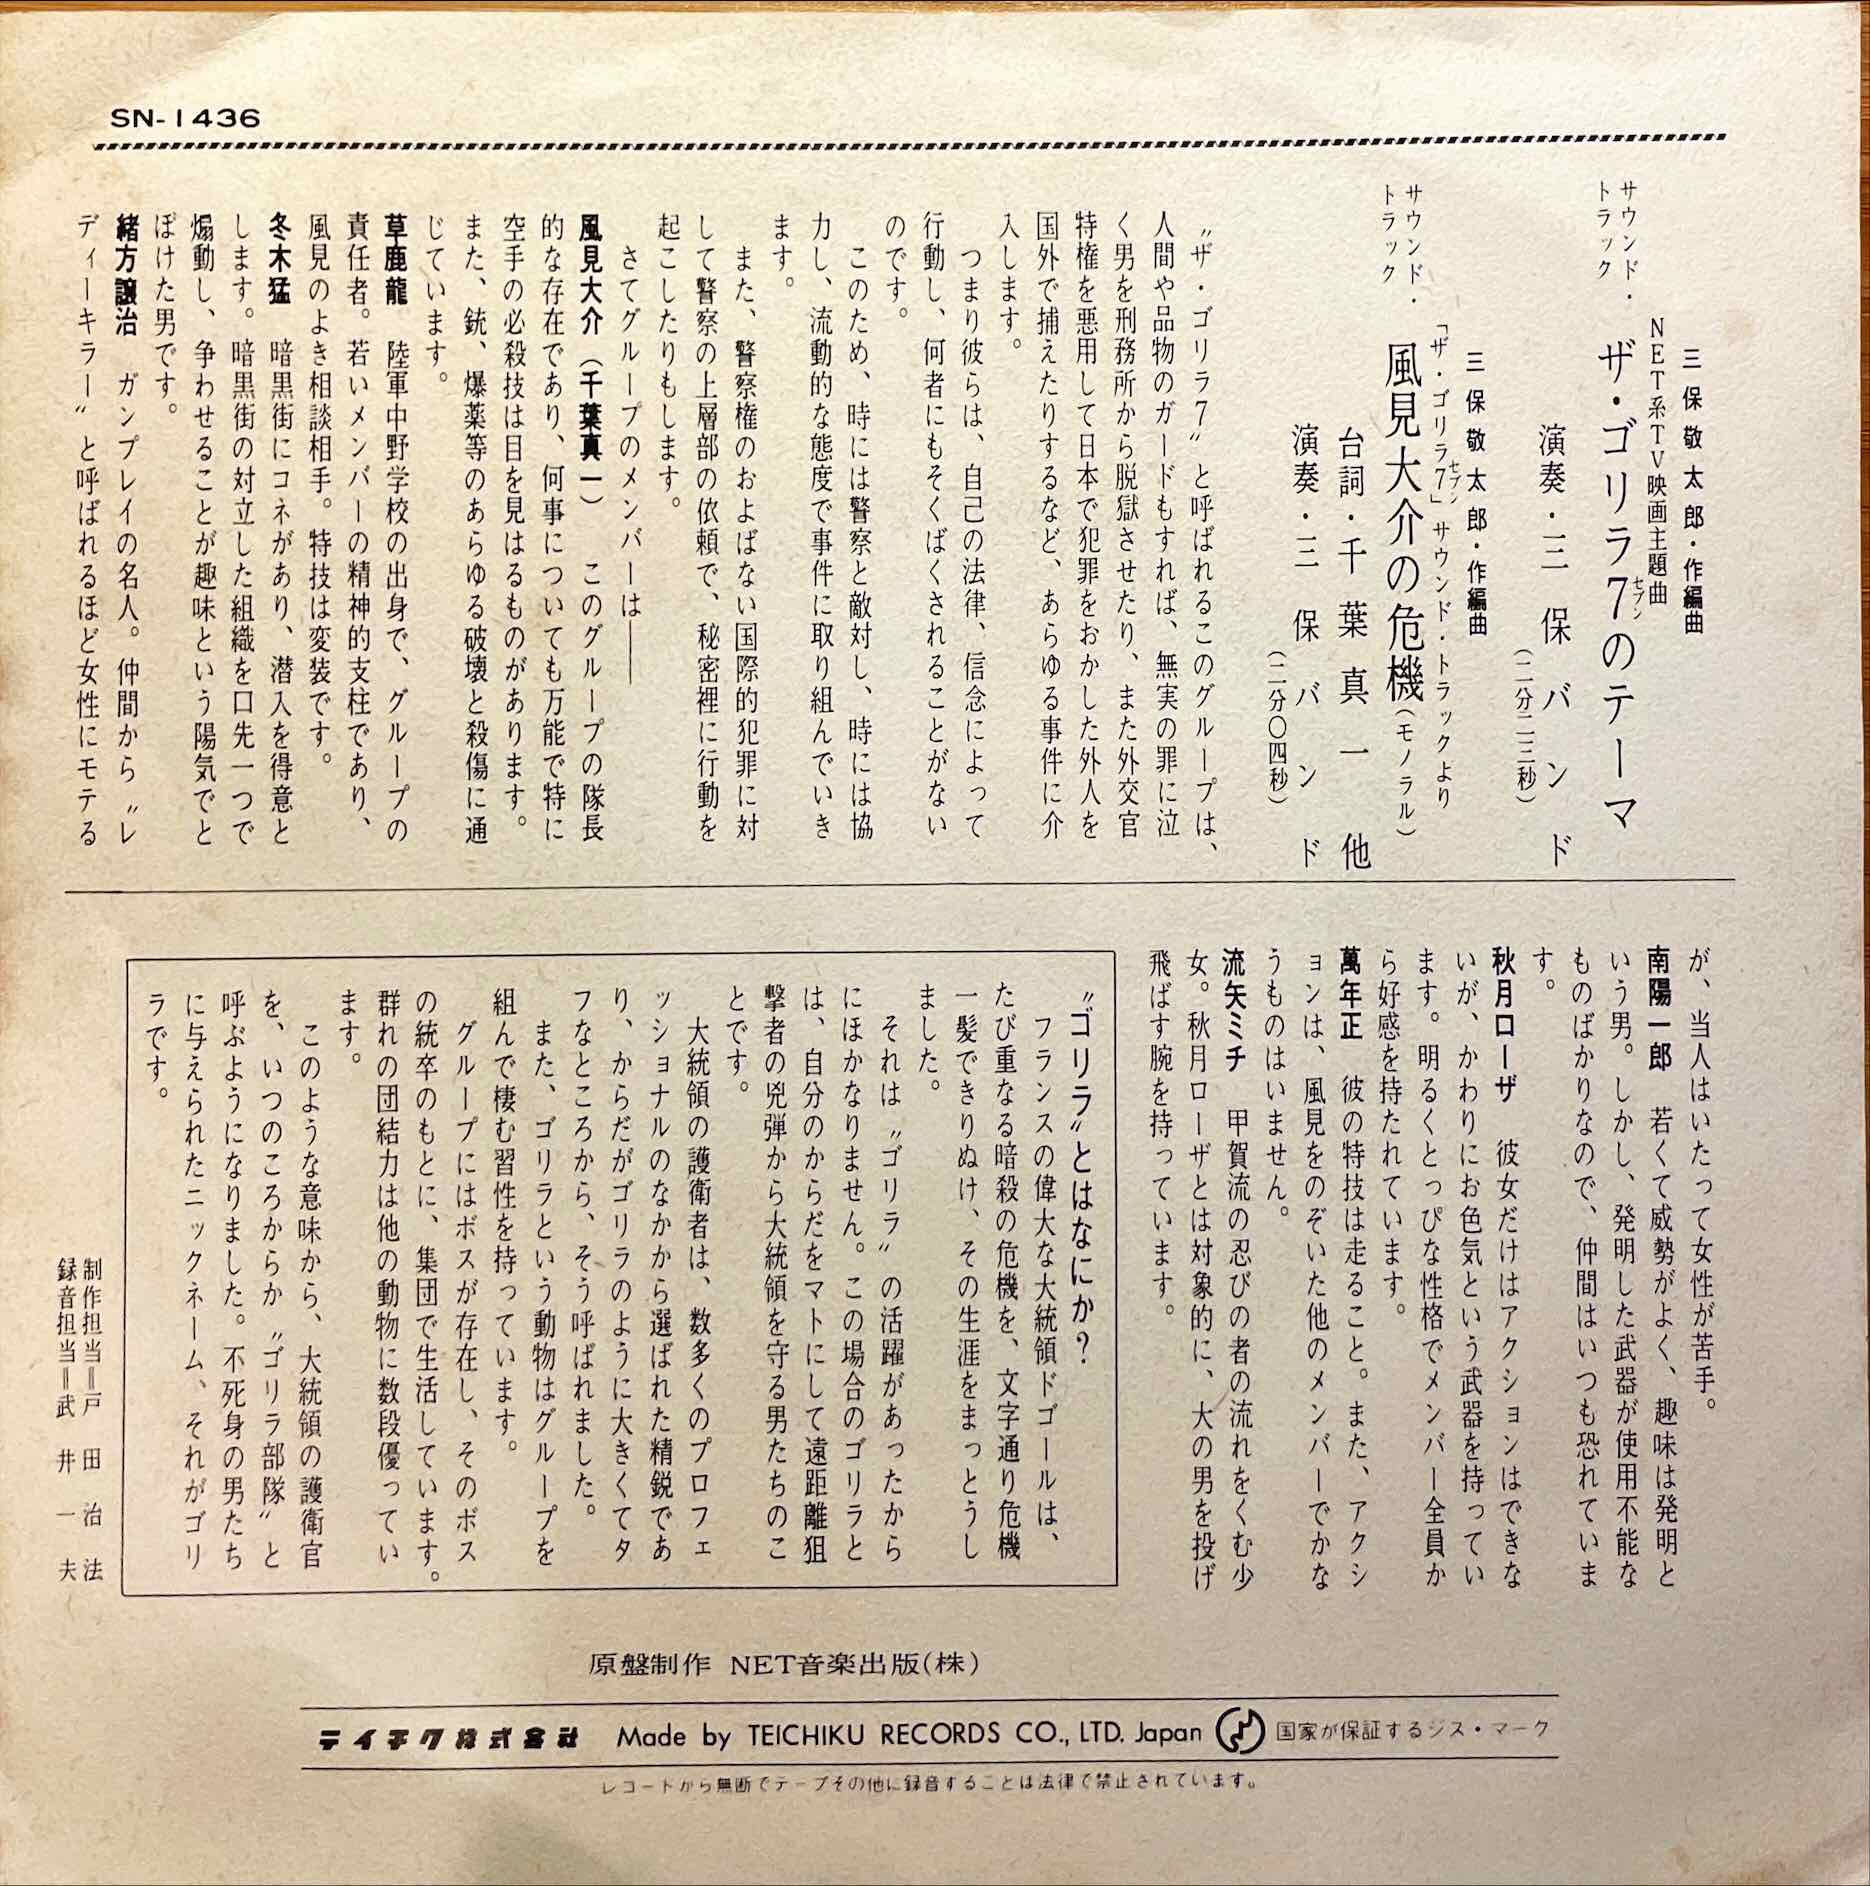 SN-1436
三保敬太郎・作編曲
NET系TV映画主題曲
サウンド・トラック
ザ・ゴリラ7のテーマ
セブン
演奏・三保バンド
(二分二三秒)
三保敬太郎・作編曲
「ザ・ゴリラ7」サウンド・トラックより
セブン
サウンド・トラック
風見大介の危機(モノラル)
台詞・千葉真一他
演奏・三保バンド
(二分〇四秒)
〝ザ・ゴリラ7〟と呼ばれるこのグループは、
人間や品物のガードもすれば、無実の罪に泣
く男を刑務所から脱獄させたり、また外交官
特権を悪用して日本で犯罪をおかした外人を
国外で捕えたりするなど、あらゆる事件に介
入します。
つまり彼らは、自己の法律、信念によって
行動し、何者にもそくばくされることがない
のです。
このため、時には警察と敵対し、時には協
力し、流動的な態度で事件に取り組んでいき
ます。
また、警察権のおよばない国際的犯罪に対
して警察の上層部の依頼で、秘密裡に行動を
起こしたりもします。
さてグループのメンバーは——
風見大介(千葉真一) このグループの隊長
的な存在であり、何事についても万能で特に
空手の必殺技は目を見はるものがあります。
また、銃、爆薬等のあらゆる破壊と殺傷に通
じています。
草鹿龍 陸軍中野学校の出身で、グループの
責任者。若いメンバーの精神的支柱であり、
風見のよき相談相手。特技は変装です。
冬木猛 暗黒街にコネがあり、潜入を得意と
します。暗黒街の対立した組織を口先一つで
煽動し、争わせることが趣味という陽気でと
ぼけた男です。
緒方譲治 ガンプレイの名人。仲間から〝レ
ディーキラー〟と呼ばれるほど女性にモテる
が、当人はいたって女性が苦手。
南陽一郎 若くて威勢がよく、趣味は発明と
いう男。しかし、発明した武器が使用不能な
ものばかりなので、仲間はいつも恐れていま
す。
秋月ローザ 彼女だけはアクションはできな
いが、かわりにお色気という武器を持ってい
ます。明るくとっぴな性格でメンバー全員か
ら好感を持たれています。
萬年正 彼の特技は走ること。また、アクシ
ョンは、風見をのぞいた他のメンバーでかな
うものはいません。
流矢ミチ 甲賀流の忍びの者の流れをくむ少
女。秋月ローザとは対象的に、大の男を投げ
飛ばす腕を持っています。
〝ゴリラ〟とはなにか?
フランスの偉大な大統領ドゴールは、
たび重なる暗殺の危機を、文字通り危機
一髪できりぬけ、その生涯をまっとうし
ました。
それは〝ゴリラ〟の活躍があったから
にほかなりません。この場合のゴリラと
は、自分のからだをマトにして遠距離狙
撃者の兇弾から大統領を守る男たちのこ
とです。
大統領の護衛者は、数多くのプロフェ
ッショナルのなかから選ばれた精鋭であ
り、からだがゴリラのように大きくてタ
フなところから、そう呼ばれました。
また、ゴリラという動物はグループを
組んで棲む習性を持っています。
グループにはボスが存在し、そのボス
の統卒のもとに、集団で生活しています。
群れの団結力は他の動物に数段優ってい
ます。
このような意味から、大統領の護衛官
を、いつのころからか〝ゴリラ部隊〟と
呼ぶようになりました。不死身の男たち
に与えられたニックネーム、それがゴリ
ラです。
制作担当=戸田治法
録音担当=武井一夫
原盤制作 NET音楽出版(株)
テイチク株式会社 Made by TEICHIKU RECORDS CO., LTD. Japan 国家が保証するジス・マーク
レコードから無断でテープその他に録音することは法律で禁止されています。